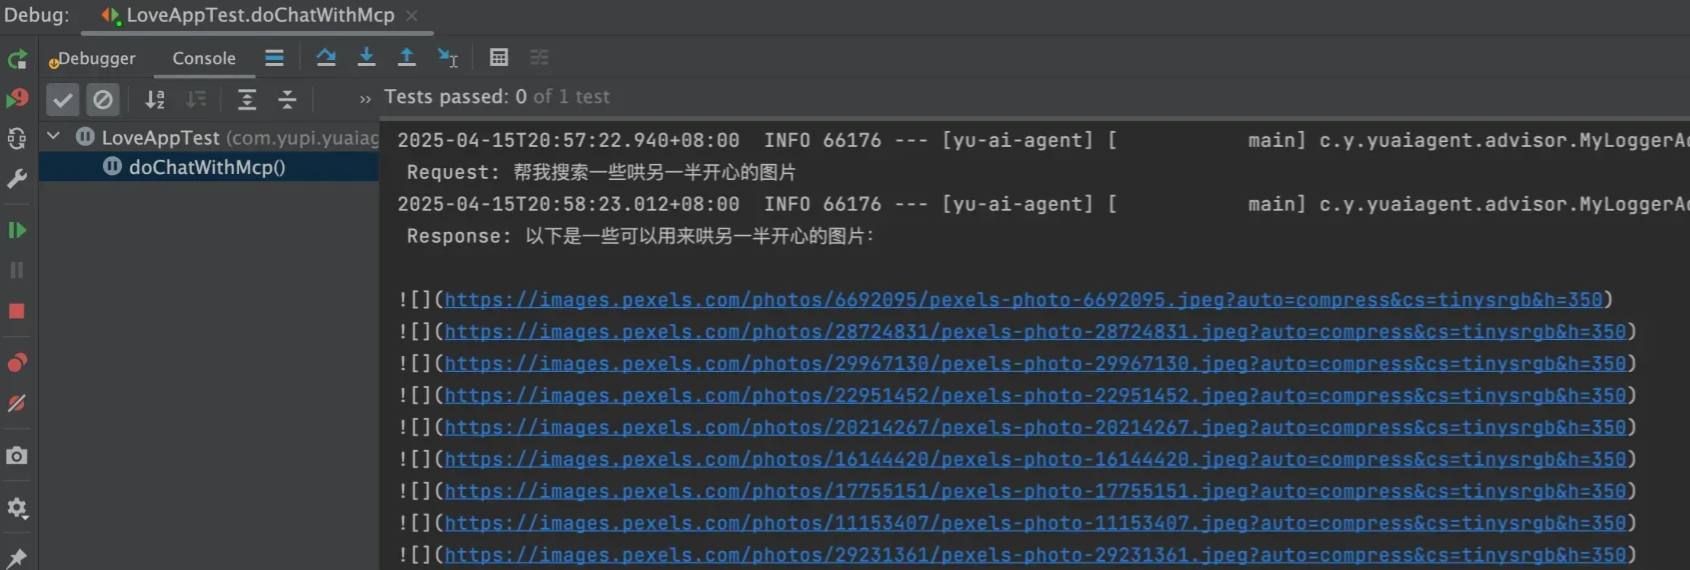 Debug: LoveAppTest.doChatWithMcp
Debugger Console
Tests passed: 0 of 1 test
LoveAppTest (com.yupi.yuaiag
doChatWithMcp()
2025-04-15T20:57:22.940+08:00  INFO 66176 --- [yu-ai-agent] [           main] c.y.yuaiagent.advisor.MyLoggerAd
Request: 帮我搜索一些哄另一半开心的图片
2025-04-15T20:58:23.012+08:00  INFO 66176 --- [yu-ai-agent] [           main] c.y.yuaiagent.advisor.MyLoggerAd
Response: 以下是一些可以用来哄另一半开心的图片：
![](https://images.pexels.com/photos/6692095/pexels-photo-6692095.jpeg?auto=compress&cs=tinysrgb&h=350)
![](https://images.pexels.com/photos/28724831/pexels-photo-28724831.jpeg?auto=compress&cs=tinysrgb&h=350)
![](https://images.pexels.com/photos/29967130/pexels-photo-29967130.jpeg?auto=compress&cs=tinysrgb&h=350)
![](https://images.pexels.com/photos/22951452/pexels-photo-22951452.jpeg?auto=compress&cs=tinysrgb&h=350)
![](https://images.pexels.com/photos/20214267/pexels-photo-20214267.jpeg?auto=compress&cs=tinysrgb&h=350)
![](https://images.pexels.com/photos/16144420/pexels-photo-16144420.jpeg?auto=compress&cs=tinysrgb&h=350)
![](https://images.pexels.com/photos/17755151/pexels-photo-17755151.jpeg?auto=compress&cs=tinysrgb&h=350)
![](https://images.pexels.com/photos/11153407/pexels-photo-11153407.jpeg?auto=compress&cs=tinysrgb&h=350)
![](https://images.pexels.com/photos/29231361/pexels-photo-29231361.jpeg?auto=compress&cs=tinysrgb&h=350)